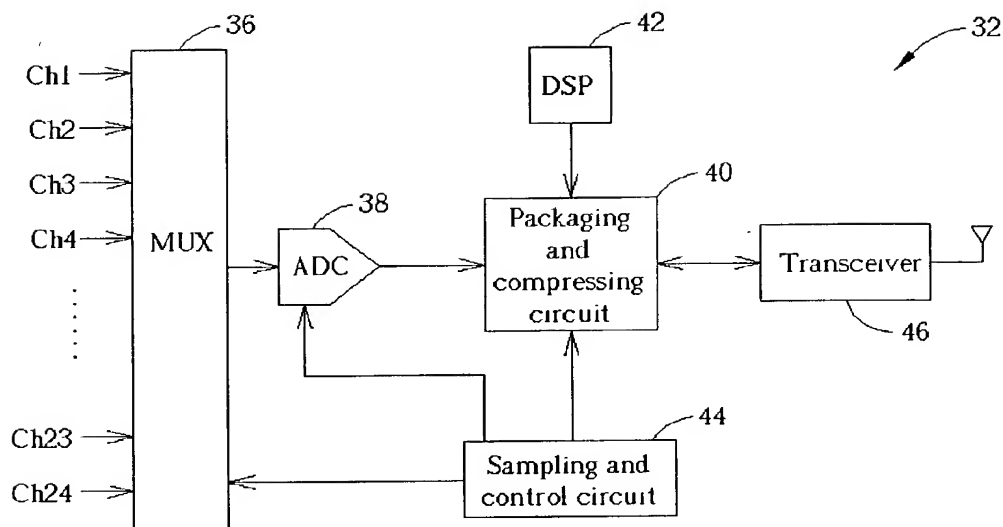 36
42
32
Ch1
DSP
Ch2
Ch3
40
38
Packaging
and
compressing
circuit
Ch4
MUX
ADC
Transceiver
46
44
Ch23
Sampling and
control circuit
Ch24